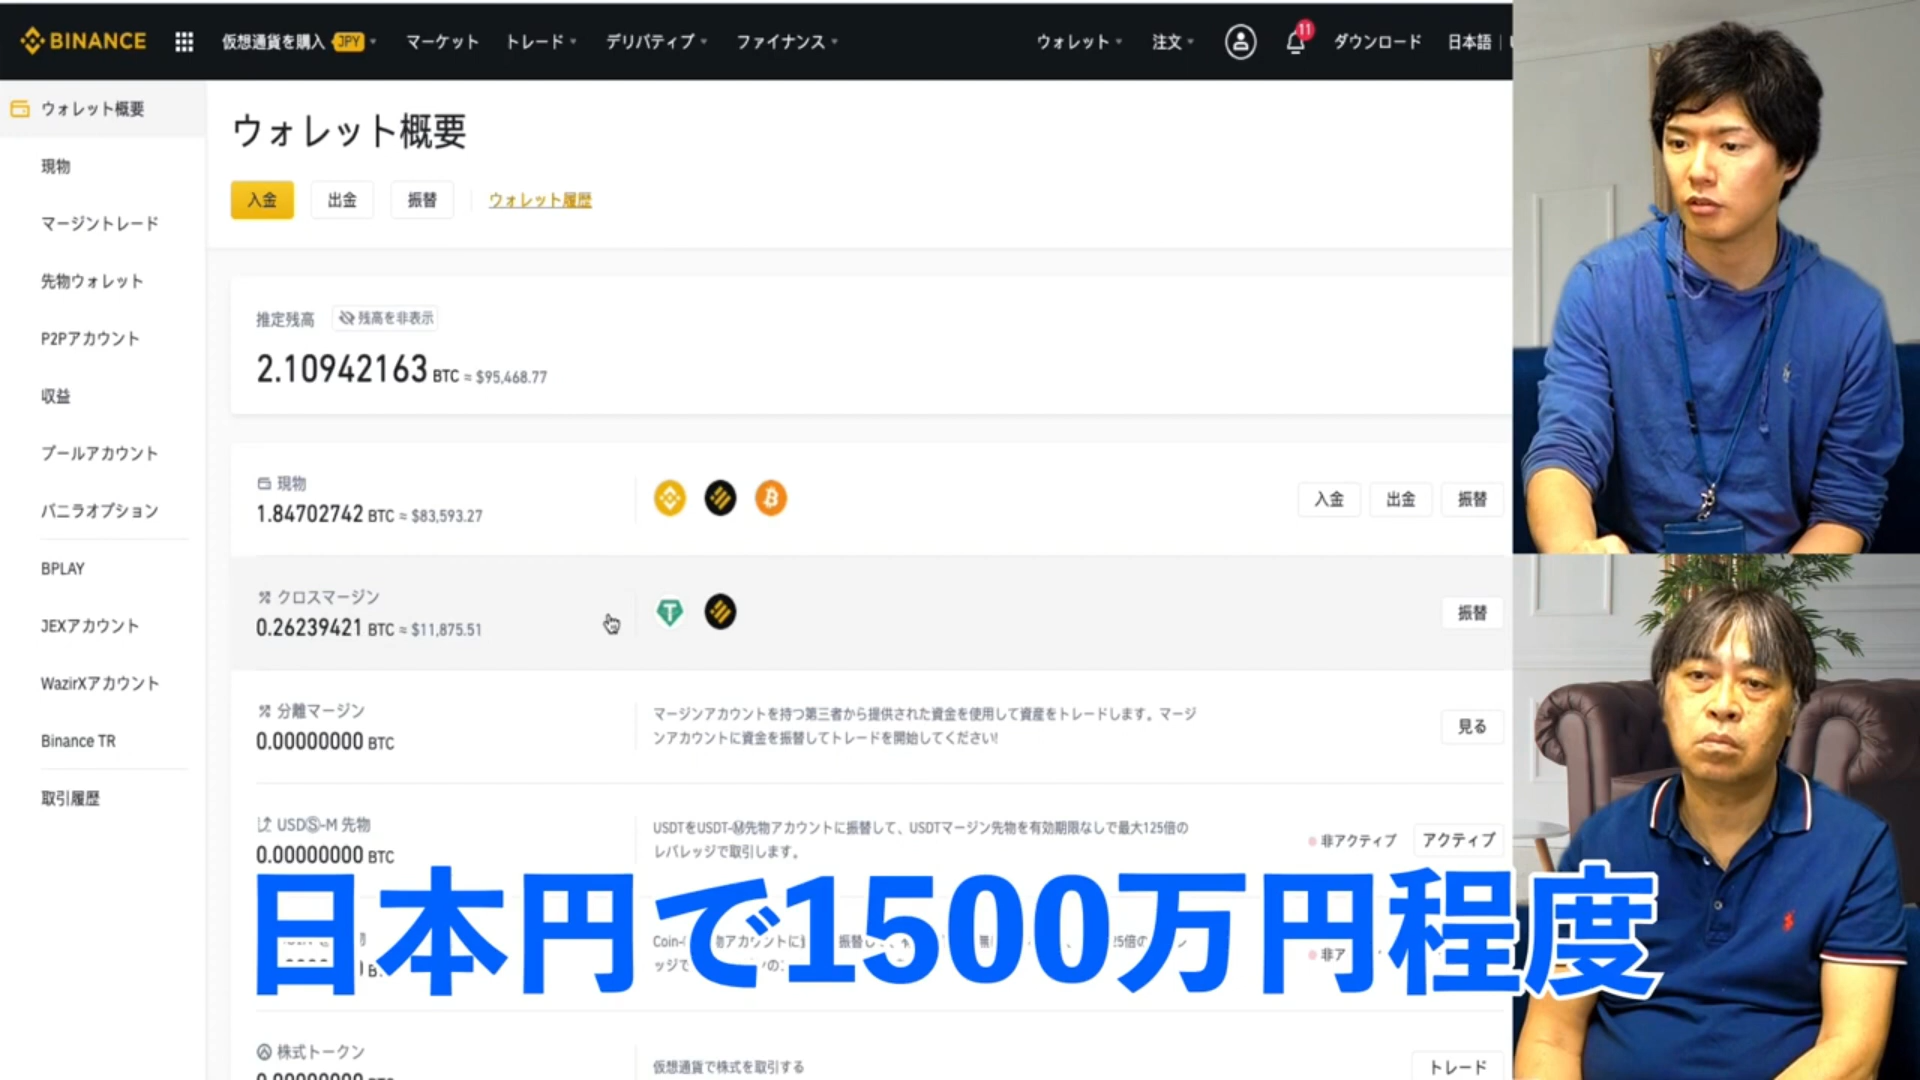 BINANCE
仮想通貨を購入 JPY
マーケット
トレード
デリバティブ
ファイナンス
ウォレット
注文
11
ダウンロード
日本語
ウォレット概要
現物
マージントレード
先物ウォレット
P2Pアカウント
収益
プールアカウント
バニラオプション
BPLAY
JEXアカウント
WazirXアカウント
Binance TR
取引履歴
ウォレット概要
入金
出金
振替
ウォレット履歴
推定残高
残高を非表示
2.10942163 BTC ≈ $95,468.77
現物
1.84702742 BTC ≈ $83,593.27
入金
出金
振替
クロスマージン
0.26239421 BTC ≈ $11,875.51
振替
分離マージン
0.00000000 BTC
マージンアカウントを持つ第三者から提供された資金を使用して資産をトレードします。マージ
ンアカウントに資金を振替してトレードを開始してください!
見る
USDⓈ-M 先物
0.00000000 BTC
USDTをUSDT-Ⓜ先物アカウントに振替して、USDTマージン先物を有効期限なしで最大125倍の
レバレッジで取引します。
非アクティブ
アクティブ
日本円で1500万円程度
株式トークン
仮想通貨で株式を取引する
トレード